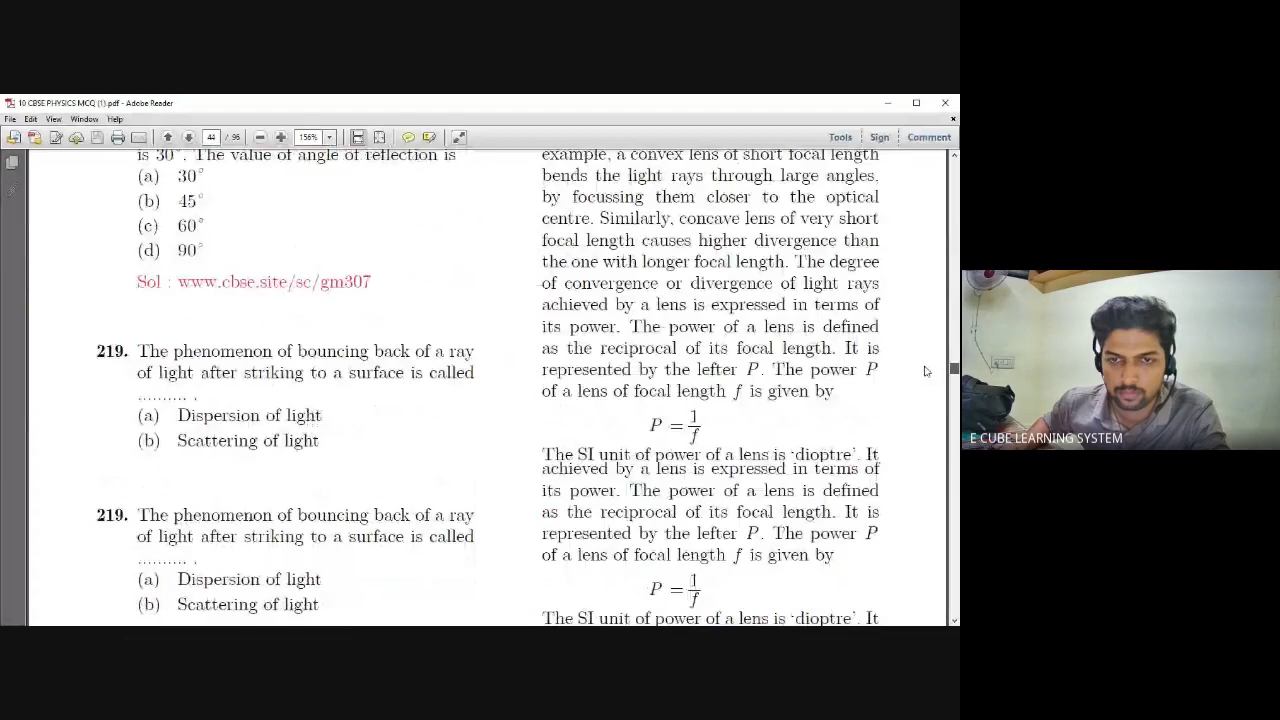 10 CBSE PHYSICS MCQ (1).pdf - Adobe Reader
File Edit View Window Help
44 / 96 156% Tools Sign Comment
is 30°. The value of angle of reflection is
(a) 30°
(b) 45°
(c) 60°
(d) 90°
Sol : www.cbse.site/sc/gm307
219. The phenomenon of bouncing back of a ray
of light after striking to a surface is called
.......... .
(a) Dispersion of light
(b) Scattering of light
219. The phenomenon of bouncing back of a ray
of light after striking to a surface is called
.......... .
(a) Dispersion of light
(b) Scattering of light
example, a convex lens of short focal length
bends the light rays through large angles,
by focussing them closer to the optical
centre. Similarly, concave lens of very short
focal length causes higher divergence than
the one with longer focal length. The degree
of convergence or divergence of light rays
achieved by a lens is expressed in terms of
its power. The power of a lens is defined
as the reciprocal of its focal length. It is
represented by the lefter P. The power P
of a lens of focal length f is given by
P = 1/f
The SI unit of power of a lens is 'dioptre'. It
achieved by a lens is expressed in terms of
its power. The power of a lens is defined
as the reciprocal of its focal length. It is
represented by the lefter P. The power P
of a lens of focal length f is given by
P = 1/f
The SI unit of power of a lens is 'dioptre'. It
E CUBE LEARNING SYSTEM